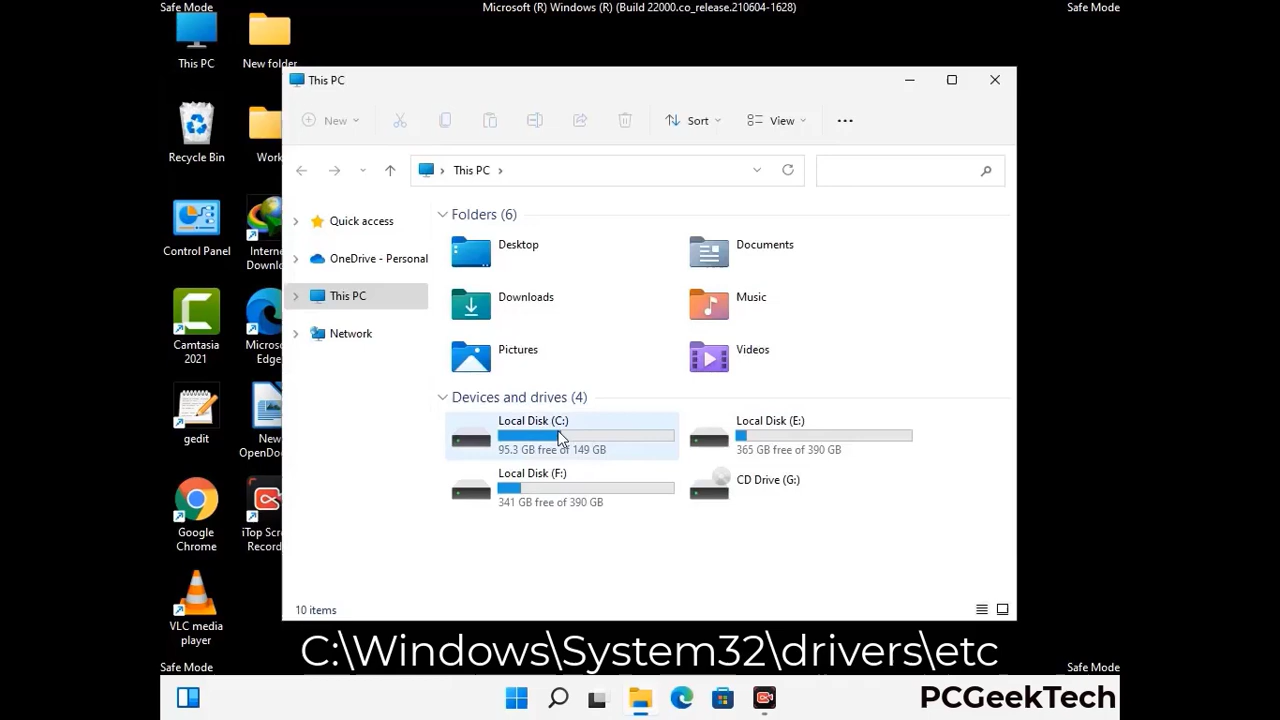 Safe Mode
Microsoft (R) Windows (R) (Build 22000.co_release.210604-1628)
Safe Mode
This PC
New folder
Recycle Bin
Work
Control Panel
Interne
Downlo
Camtasia
2021
Micros
Edge
gedit
New
OpenDo
Google
Chrome
iTop Scr
Record
VLC media
player
This PC
New
Sort
View
This PC
Quick access
OneDrive - Personal
This PC
Network
Folders (6)
Desktop
Documents
Downloads
Music
Pictures
Videos
Devices and drives (4)
Local Disk (C:)
95.3 GB free of 149 GB
Local Disk (E:)
365 GB free of 390 GB
Local Disk (F:)
341 GB free of 390 GB
CD Drive (G:)
10 items
C:\Windows\System32\drivers\etc
Safe Mode
Safe Mode
PCGeekTech